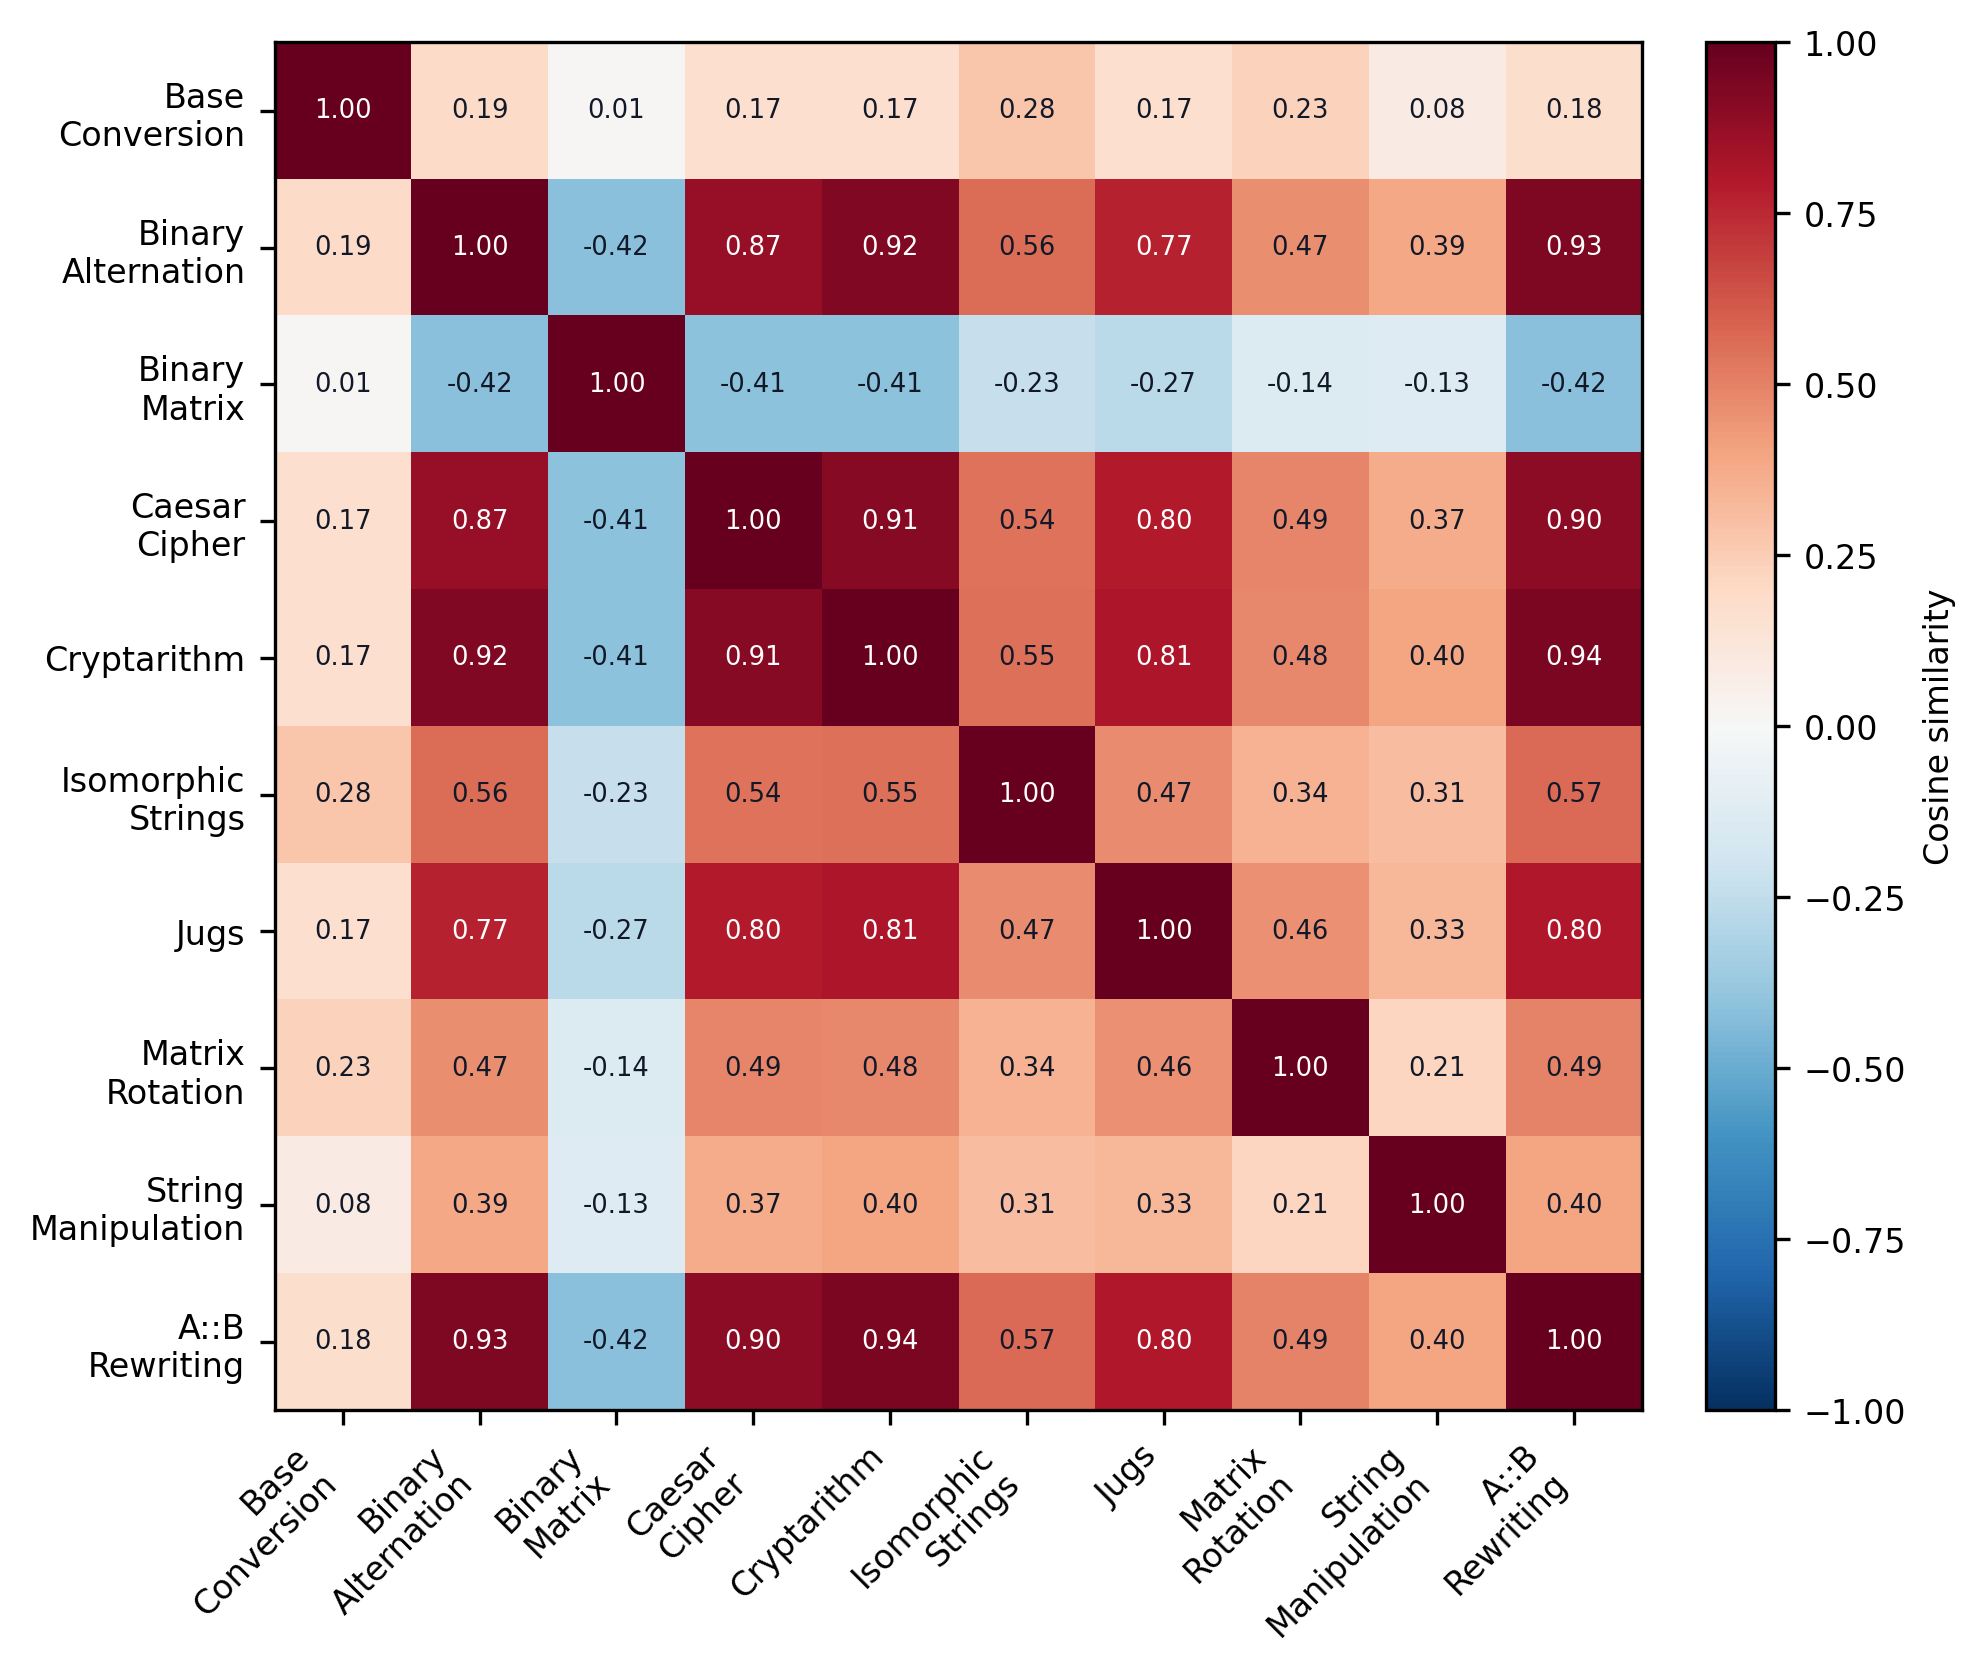 Base
Conversion
1.00 0.19 0.01 0.17 0.17 0.28 0.17 0.23 0.08 0.18
Binary
Alternation
0.19 1.00 -0.42 0.87 0.92 0.56 0.77 0.47 0.39 0.93
Binary
Matrix
0.01 -0.42 1.00 -0.41 -0.41 -0.23 -0.27 -0.14 -0.13 -0.42
Caesar
Cipher
0.17 0.87 -0.41 1.00 0.91 0.54 0.80 0.49 0.37 0.90
Cryptarithm
0.17 0.92 -0.41 0.91 1.00 0.55 0.81 0.48 0.40 0.94
Isomorphic
Strings
0.28 0.56 -0.23 0.54 0.55 1.00 0.47 0.34 0.31 0.57
Jugs
0.17 0.77 -0.27 0.80 0.81 0.47 1.00 0.46 0.33 0.80
Matrix
Rotation
0.23 0.47 -0.14 0.49 0.48 0.34 0.46 1.00 0.21 0.49
String
Manipulation
0.08 0.39 -0.13 0.37 0.40 0.31 0.33 0.21 1.00 0.40
A::B
Rewriting
0.18 0.93 -0.42 0.90 0.94 0.57 0.80 0.49 0.40 1.00
Base
Conversion
Binary
Alternation
Binary
Matrix
Caesar
Cipher
Cryptarithm
Isomorphic
Strings
Jugs
Matrix
Rotation
String
Manipulation
A::B
Rewriting
1.00
0.75
0.50
0.25
0.00
−0.25
−0.50
−0.75
−1.00
Cosine similarity